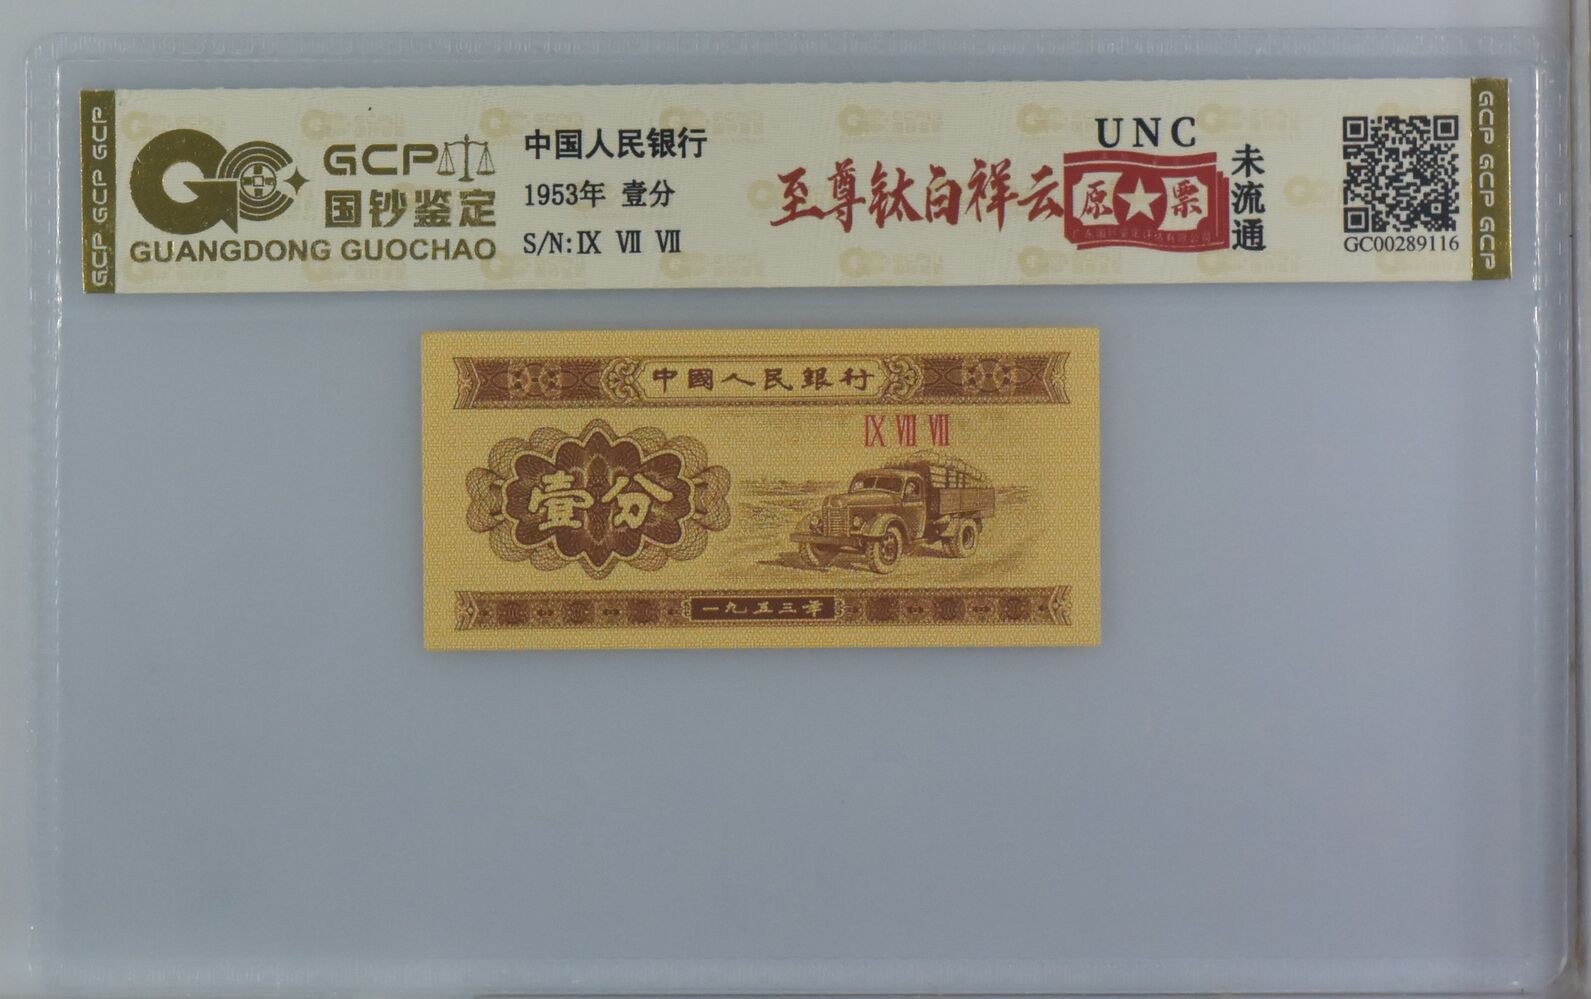 GCP GCP GCP
GCP
国钞鉴定
GUANGDONG GUOCHAO
中国人民银行
1953年 壹分
S/N:Ⅸ Ⅶ Ⅶ
至尊钛白祥云
UNC
原★票
未流通
GC00289116
GCP GCP GCP
中國人民銀行
Ⅸ Ⅶ Ⅶ
壹分
一九五三年